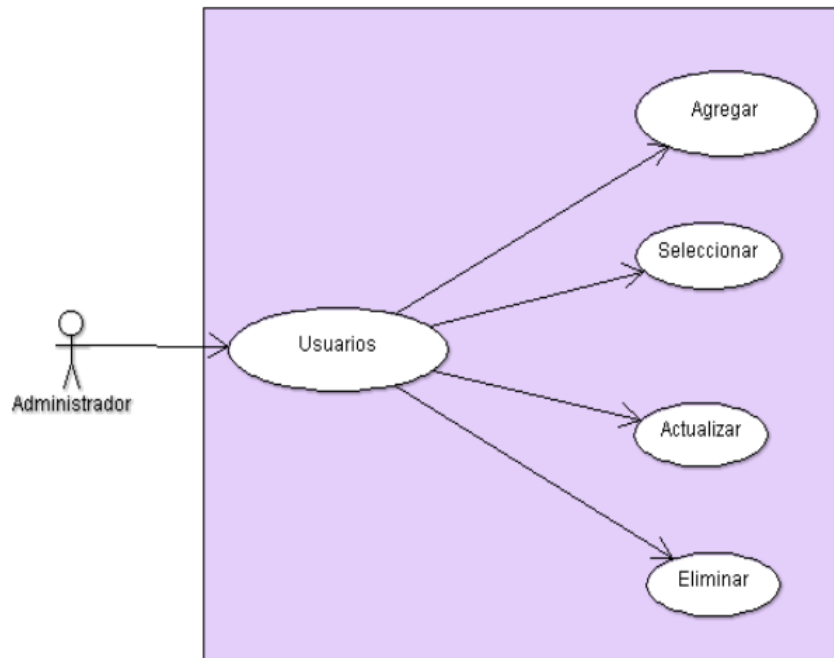 Agregar
Seleccionar
Usuarios
Administrador
Actualizar
Eliminar